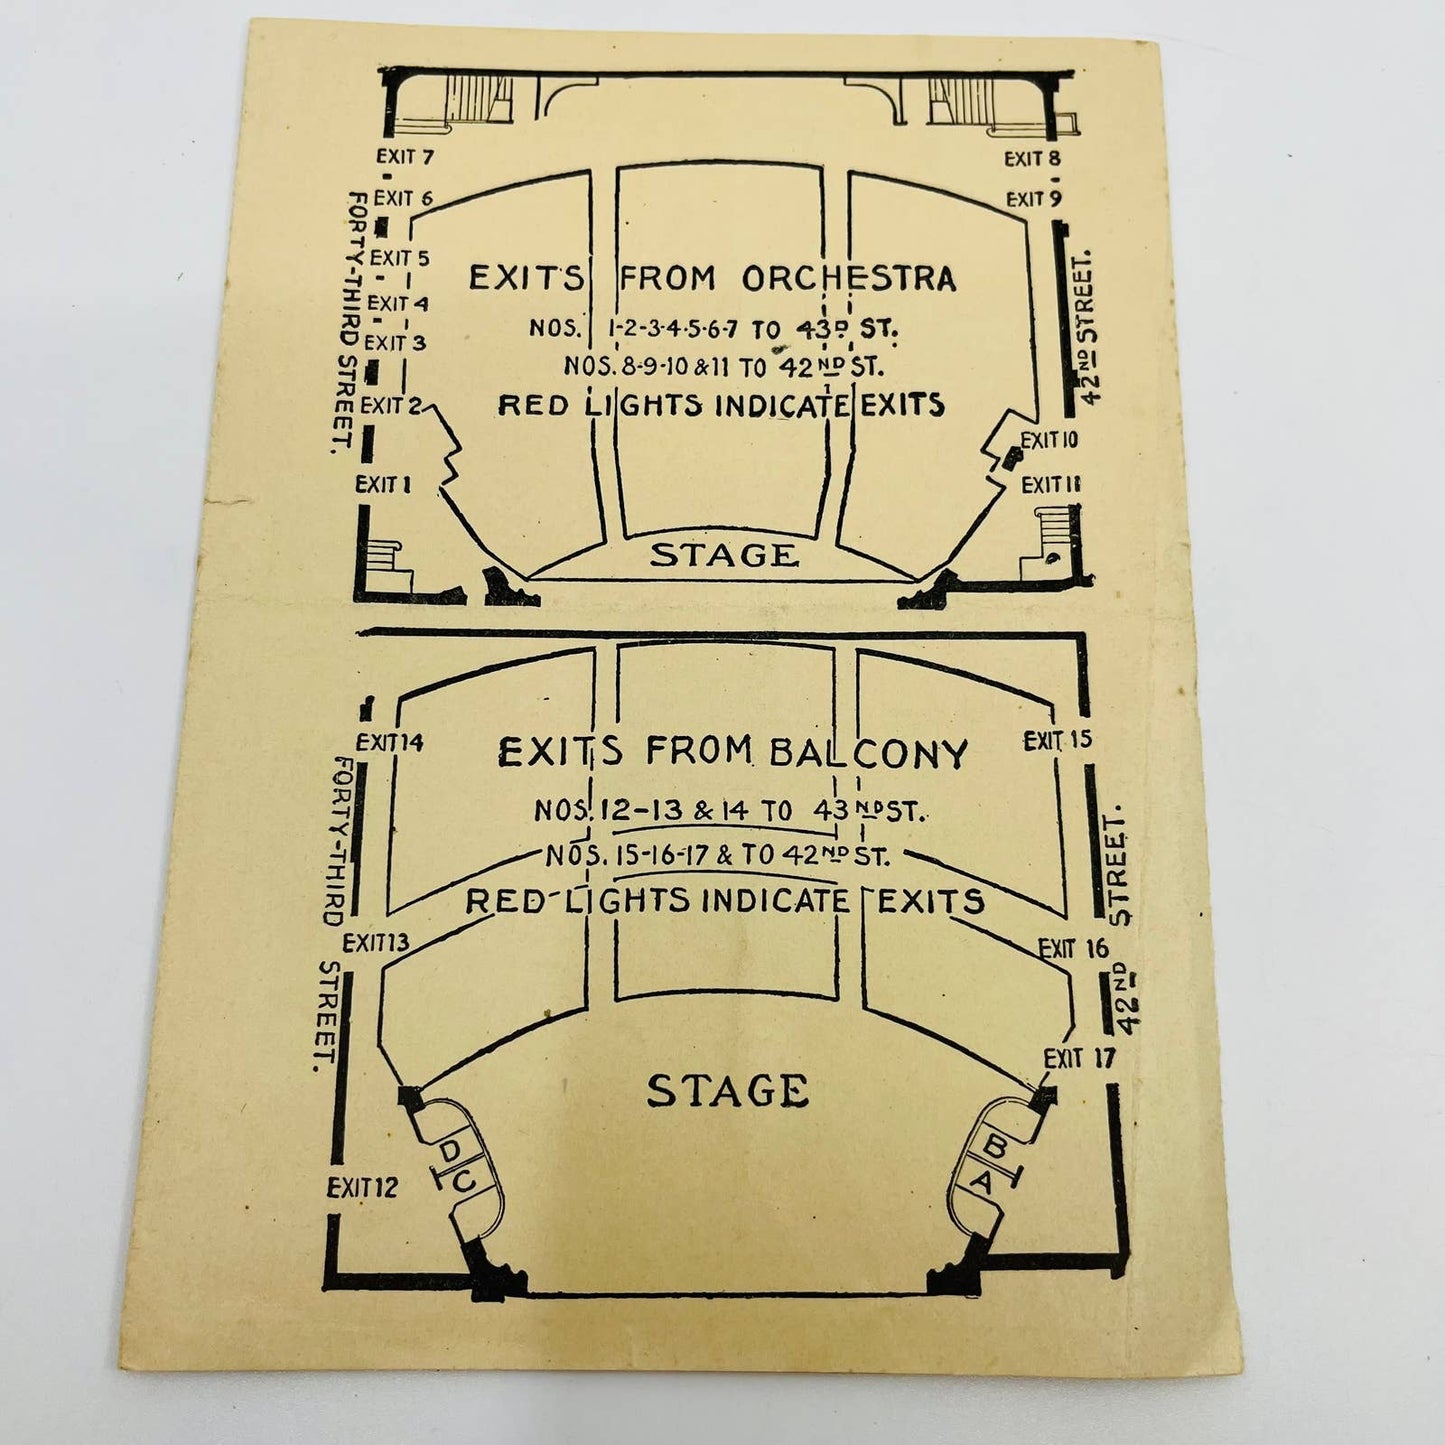 EXIT 7
EXIT 8
EXIT 6
EXIT 9
EXIT 5
EXIT 4
EXIT 3
EXIT 2
EXIT 1
FORTY-THIRD STREET.
42ND STREET.
EXIT 10
EXIT 11
EXITS FROM ORCHESTRA
NOS. 1-2-3-4-5-6-7 TO 43D ST.
NOS. 8-9-10 & 11 TO 42ND ST.
RED LIGHTS INDICATE EXITS
STAGE
EXIT 14
EXIT 15
EXITS FROM BALCONY
NOS. 12-13 & 14 TO 43ND ST.
NOS. 15-16-17 & TO 42ND ST.
RED LIGHTS INDICATE EXITS
FORTY-THIRD STREET.
42ND STREET.
EXIT 13
EXIT 16
EXIT 17
STAGE
D
C
B
A
EXIT 12